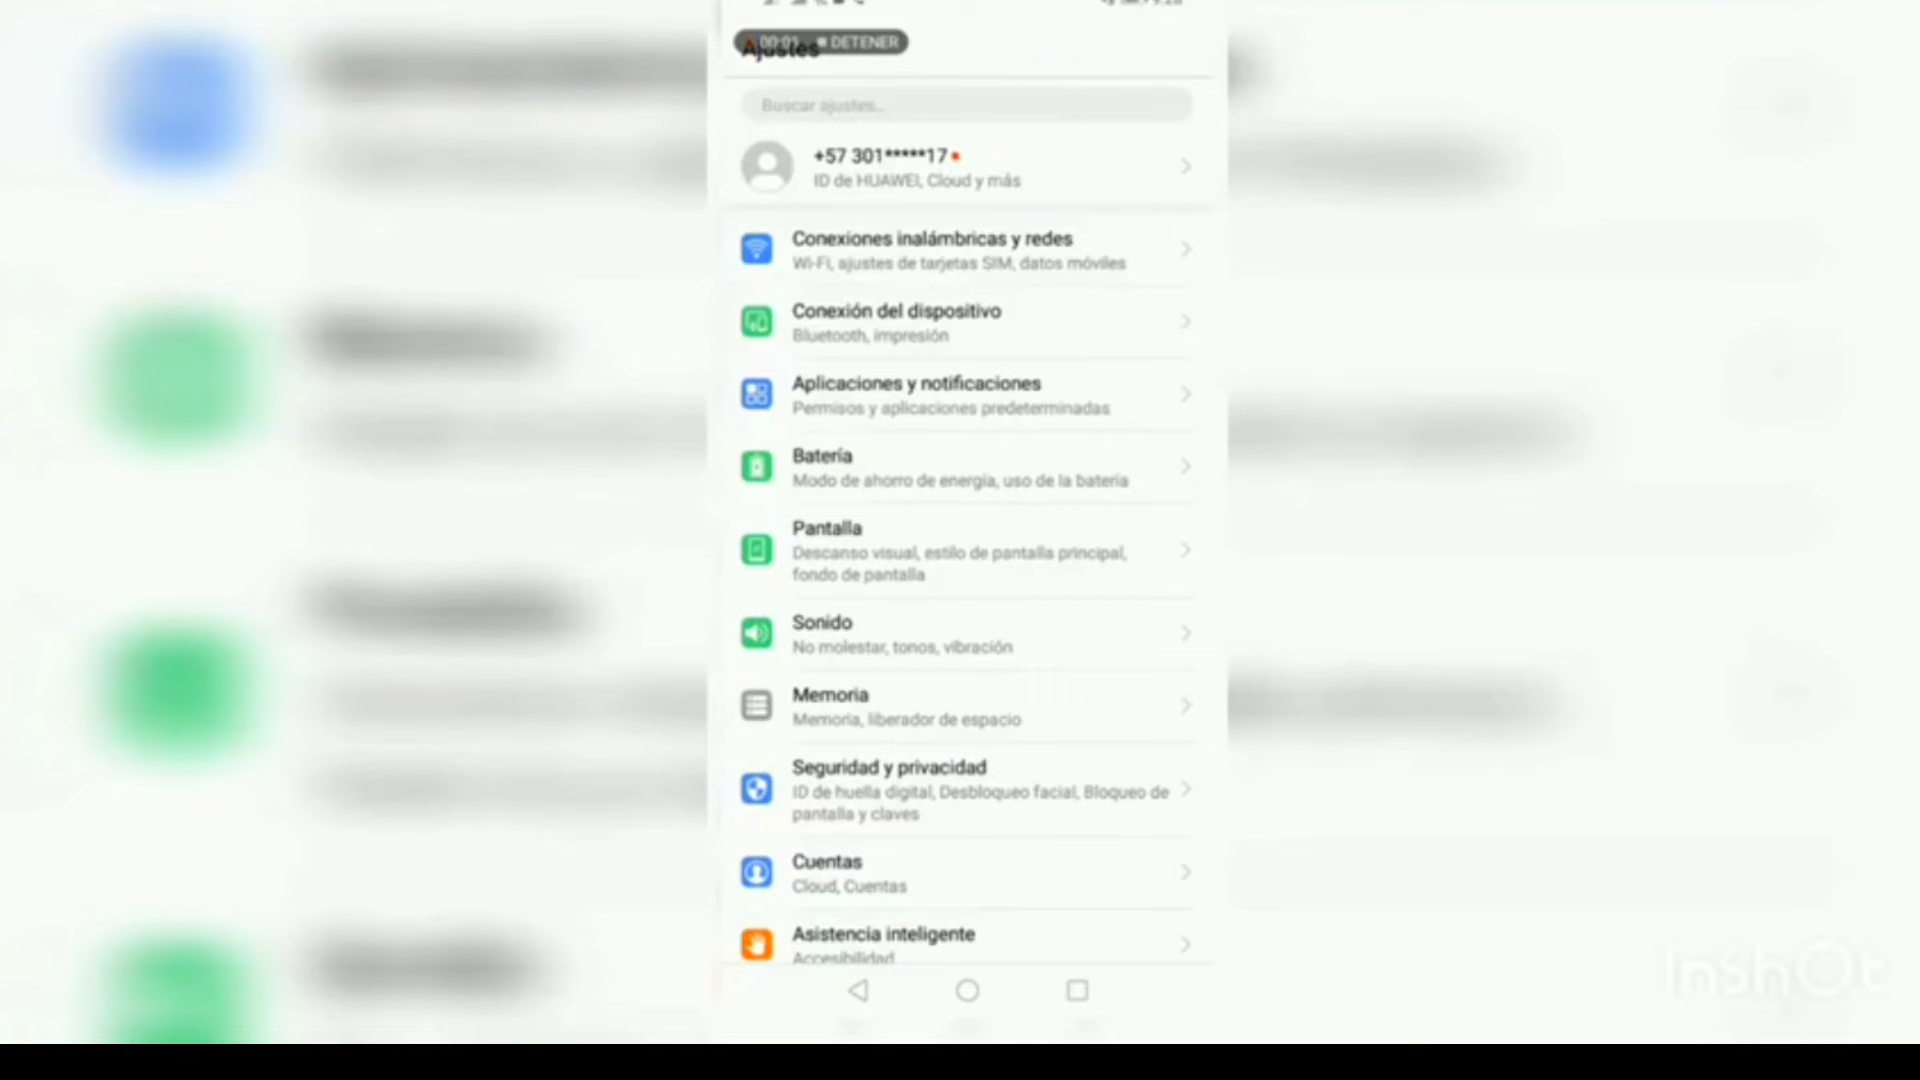 00:01 DETENER
Ajustes
Buscar ajustes...
+57 301*****17
ID de HUAWEI, Cloud y más
Conexiones inalámbricas y redes
Wi-Fi, ajustes de tarjetas SIM, datos móviles
Conexión del dispositivo
Bluetooth, impresión
Aplicaciones y notificaciones
Permisos y aplicaciones predeterminadas
Batería
Modo de ahorro de energía, uso de la batería
Pantalla
Descanso visual, estilo de pantalla principal,
fondo de pantalla
Sonido
No molestar, tonos, vibración
Memoria
Memoria, liberador de espacio
Seguridad y privacidad
ID de huella digital, Desbloqueo facial, Bloqueo de
pantalla y claves
Cuentas
Cloud, Cuentas
Asistencia inteligente
Accesibilidad
InShOt